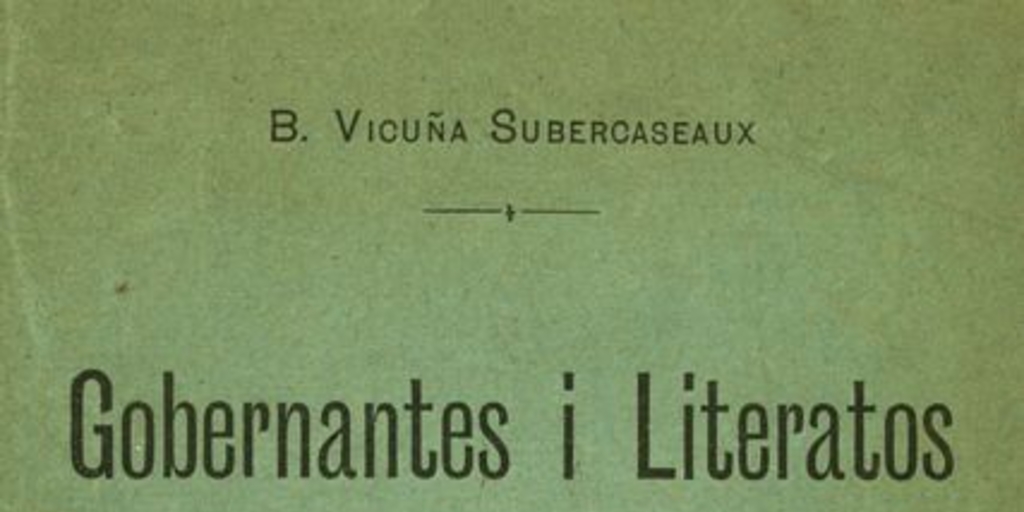 B. Vicuña Subercaseaux
Gobernantes i Literatos